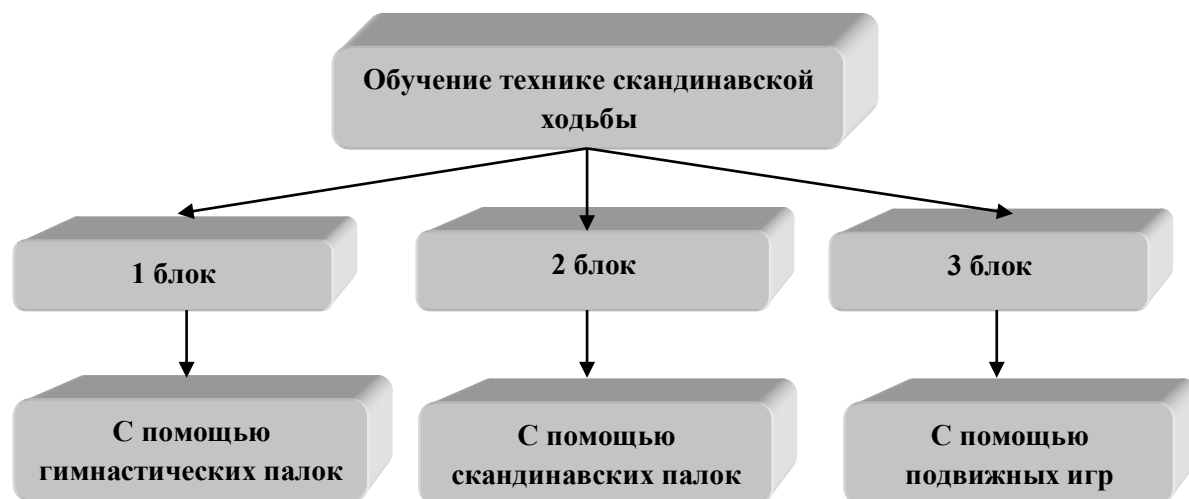 Обучение технике скандинавской
ходьбы
1 блок
2 блок
3 блок
С помощью
гимнастических палок
С помощью
скандинавских палок
С помощью
подвижных игр